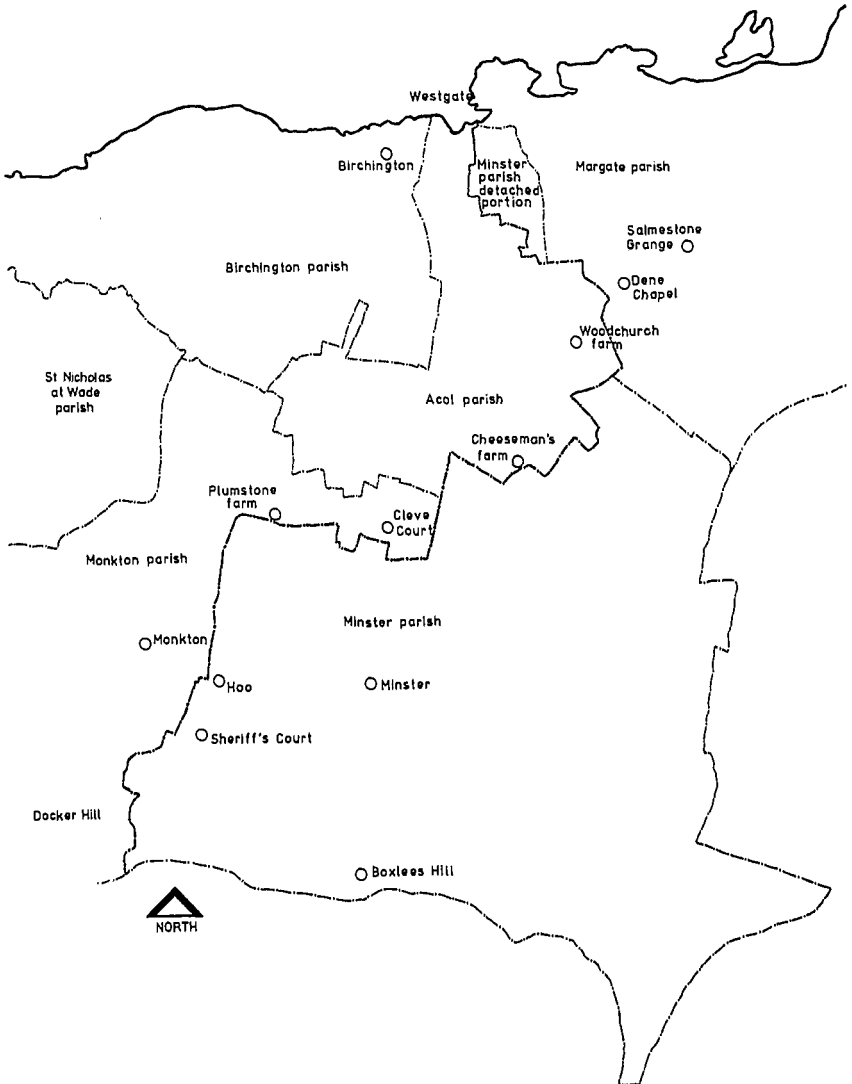 Westgate
Birchington
Minster
parish
detached
portion
Margate parish
Salmestone
Grange
Birchington parish
Dene
Chapel
Woodchurch
farm
St Nicholas
at Wade
parish
Acol parish
Cheeseman's
farm
Plumstone
farm
Cleve
Court
Monkton parish
Minster parish
Monkton
Hoo
Minster
Sheriff's Court
Docker Hill
Boxlees Hill
NORTH